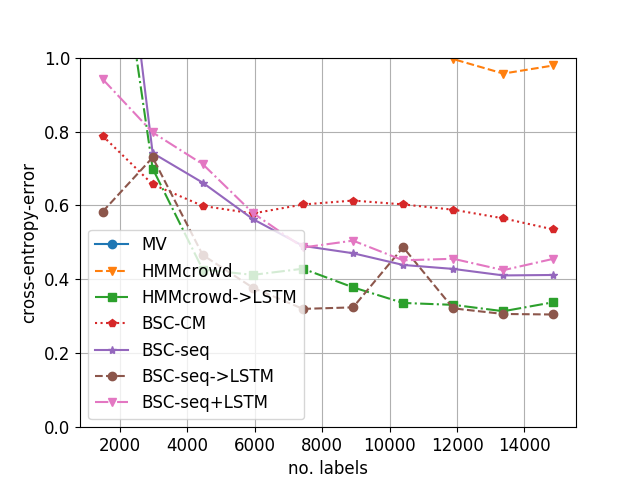 1.0
0.8
0.6
0.4
0.2
0.0
cross-entropy-error
MV
HMMcrowd
HMMcrowd->LSTM
BSC-CM
BSC-seq
BSC-seq->LSTM
BSC-seq+LSTM
2000 4000 6000 8000 10000 12000 14000
no. labels